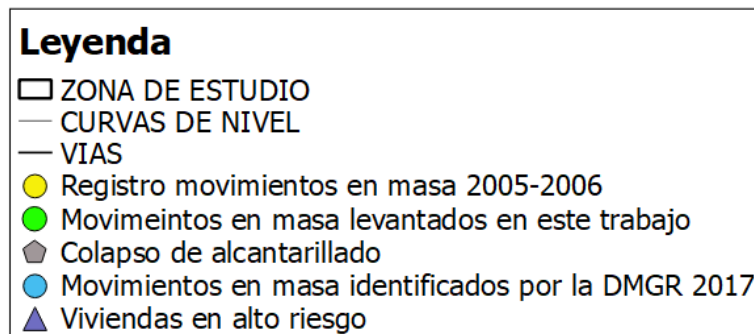 Leyenda
ZONA DE ESTUDIO
CURVAS DE NIVEL
VIAS
Registro movimientos en masa 2005-2006
Movimeintos en masa levantados en este trabajo
Colapso de alcantarillado
Movimientos en masa identificados por la DMGR 2017
Viviendas en alto riesgo